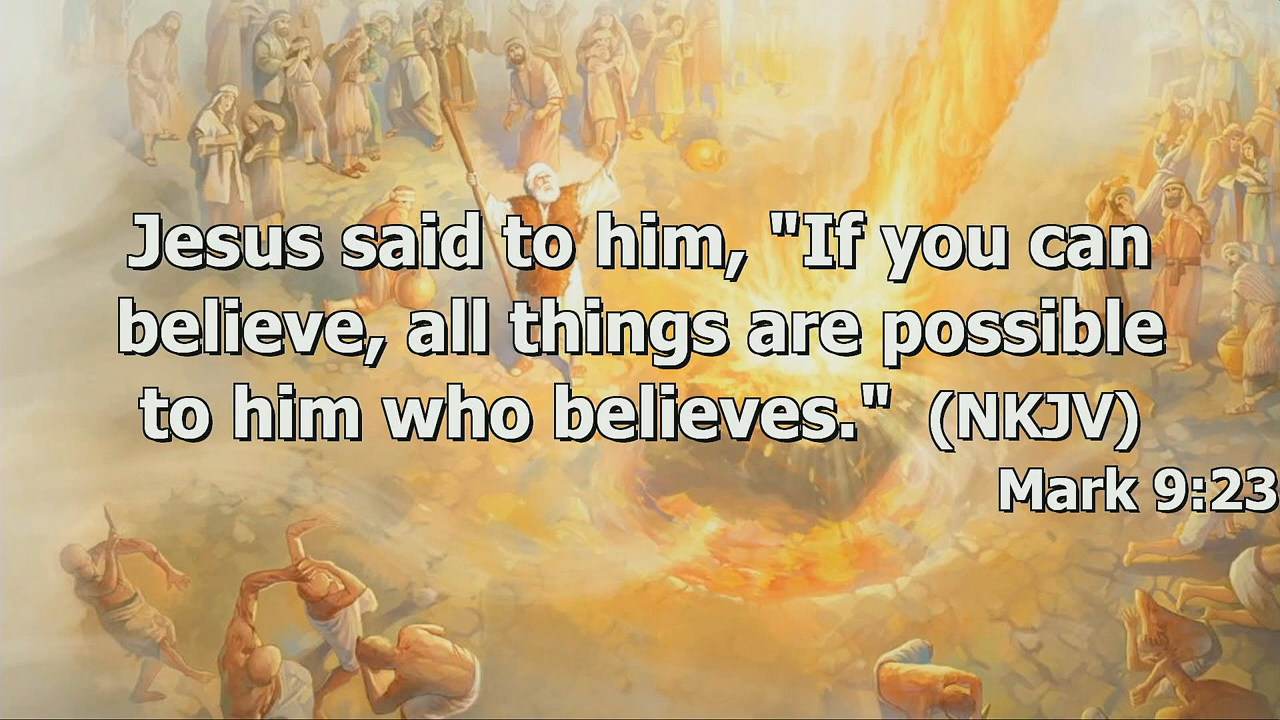 Jesus said to him, "If you can
believe, all things are possible
to him who believes." (NKJV)
Mark 9:23